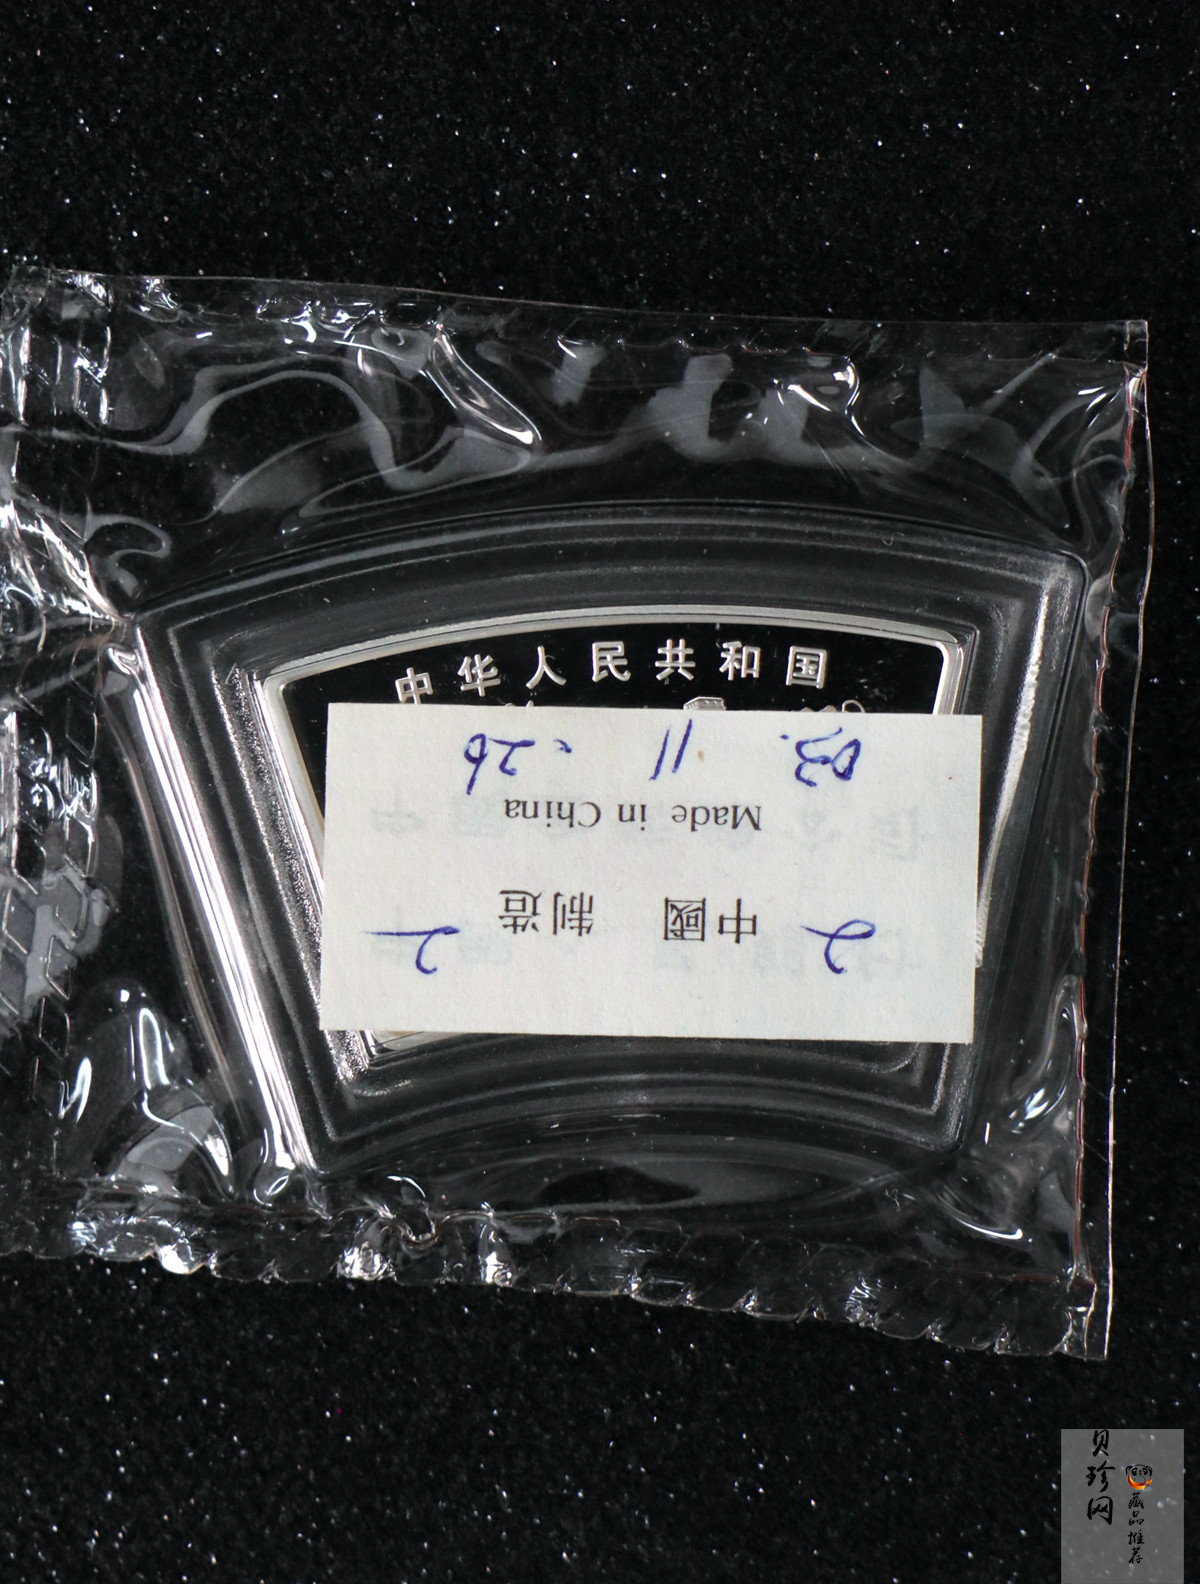 中华人民共和国
2 中國 制造 2
Made in China
03. 11 . 26
贝珍网
藏品推荐